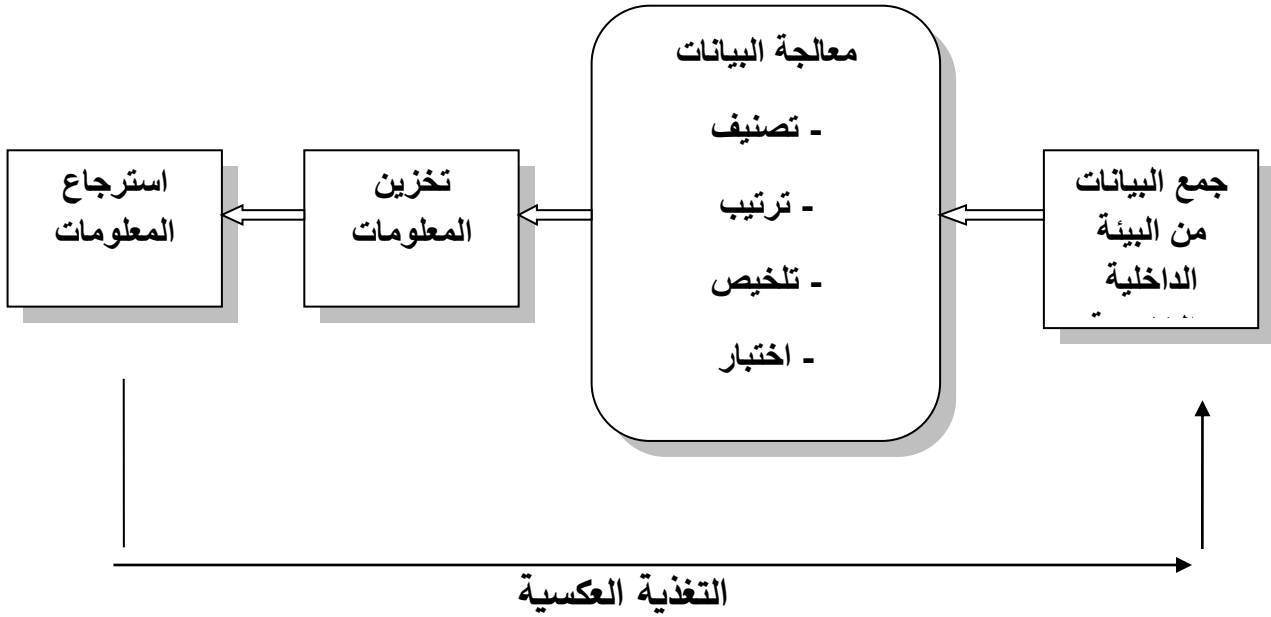 جمع البيانات
من البيئة
الداخلية
معالجة البيانات
- تصنيف
- ترتيب
- تلخيص
- اختبار
تخزين
المعلومات
استرجاع
المعلومات
التغذية العكسية